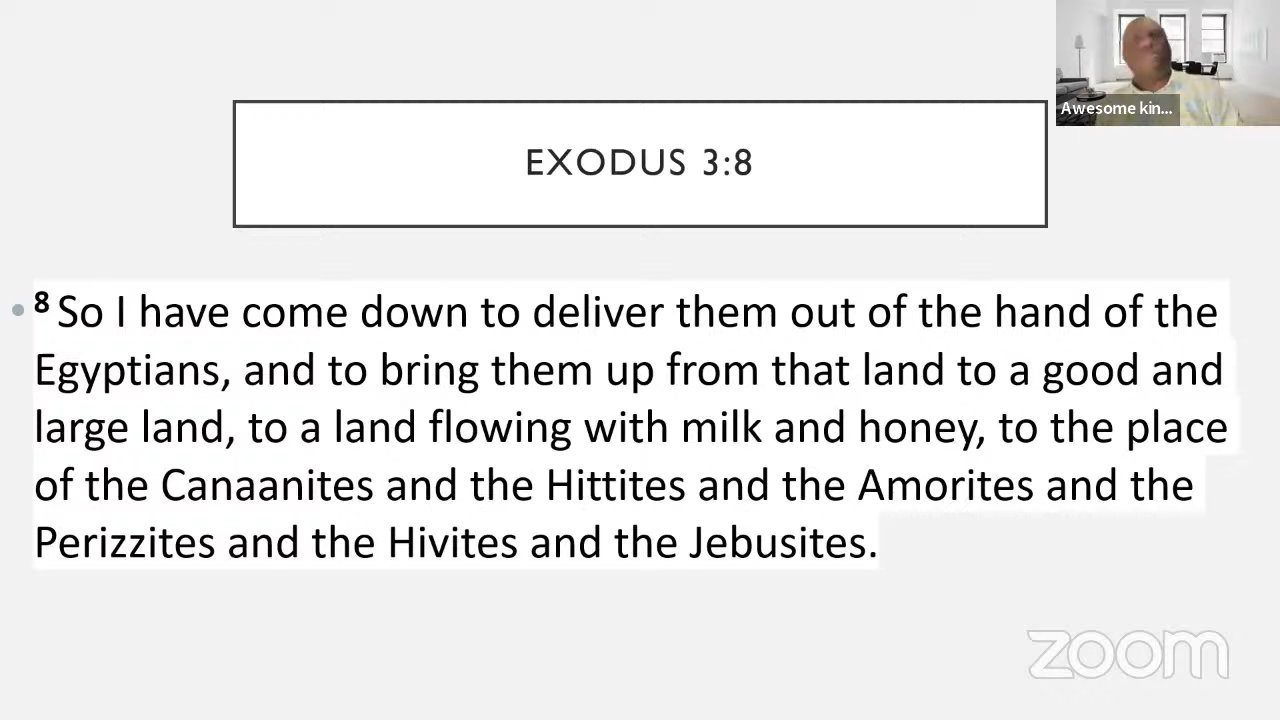 Awesome kin...
EXODUS 3:8
• 8 So I have come down to deliver them out of the hand of the
Egyptians, and to bring them up from that land to a good and
large land, to a land flowing with milk and honey, to the place
of the Canaanites and the Hittites and the Amorites and the
Perizzites and the Hivites and the Jebusites.
zoom